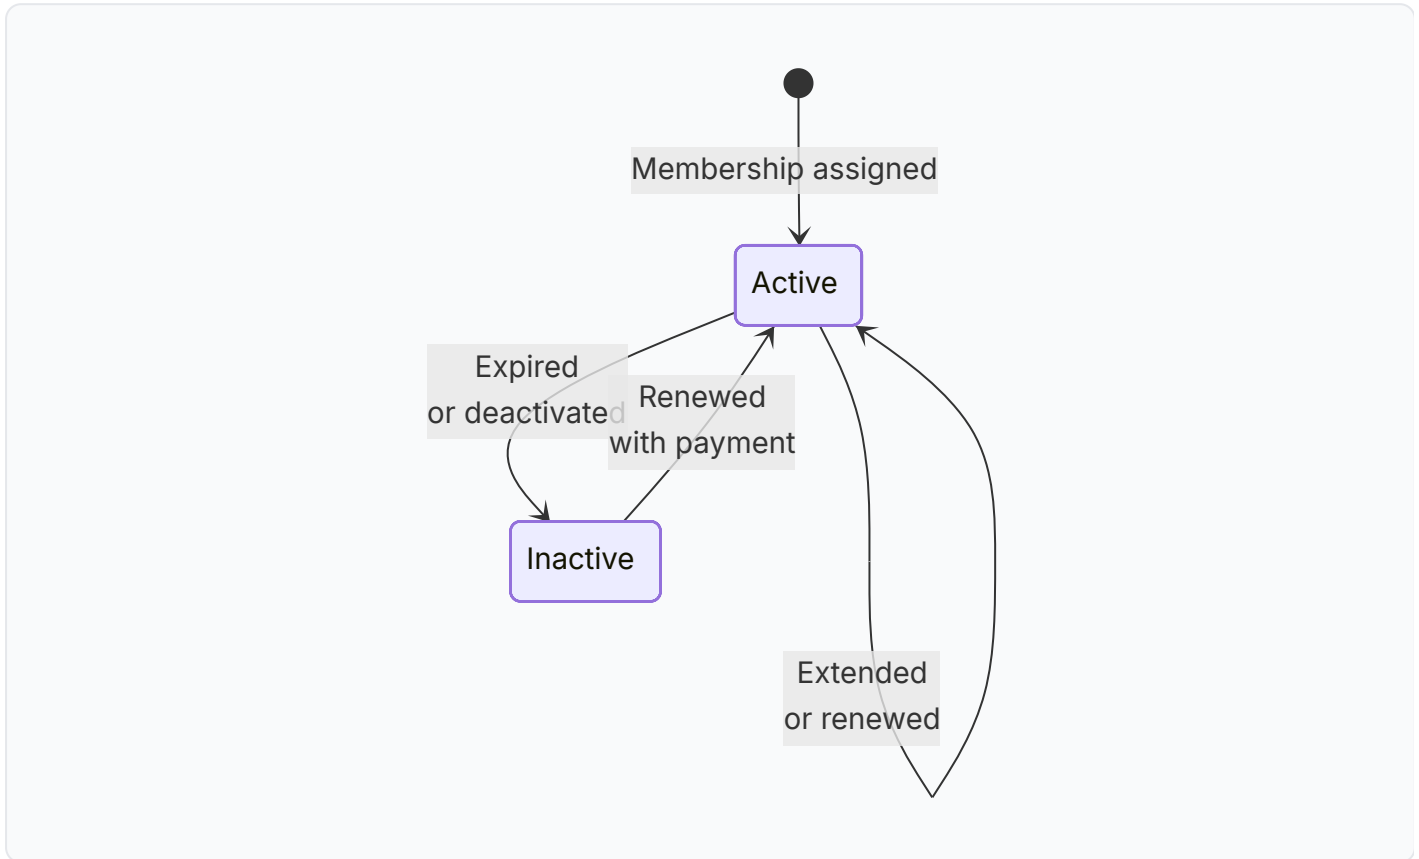 Membership assigned
Active
Expired
or deactivated
Renewed
with payment
Inactive
Extended
or renewed